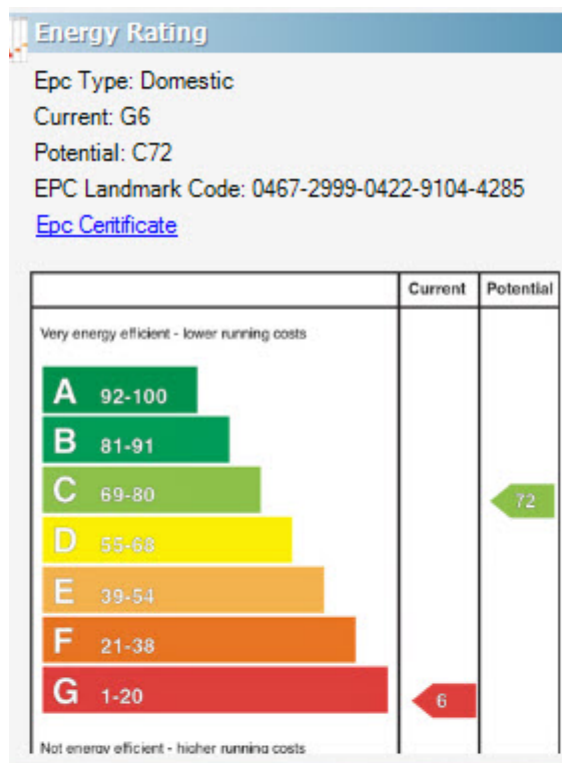 Energy Rating
Epc Type: Domestic
Current: G6
Potential: C72
EPC Landmark Code: 0467-2999-0422-9104-4285
Epc Ceritificate
Current Potential
Very energy efficient - lower running costs
A 92-100
B 81-91
C 69-80
72
D 55-68
E 39-54
F 21-38
G 1-20
6
Not energy efficient - higher running costs